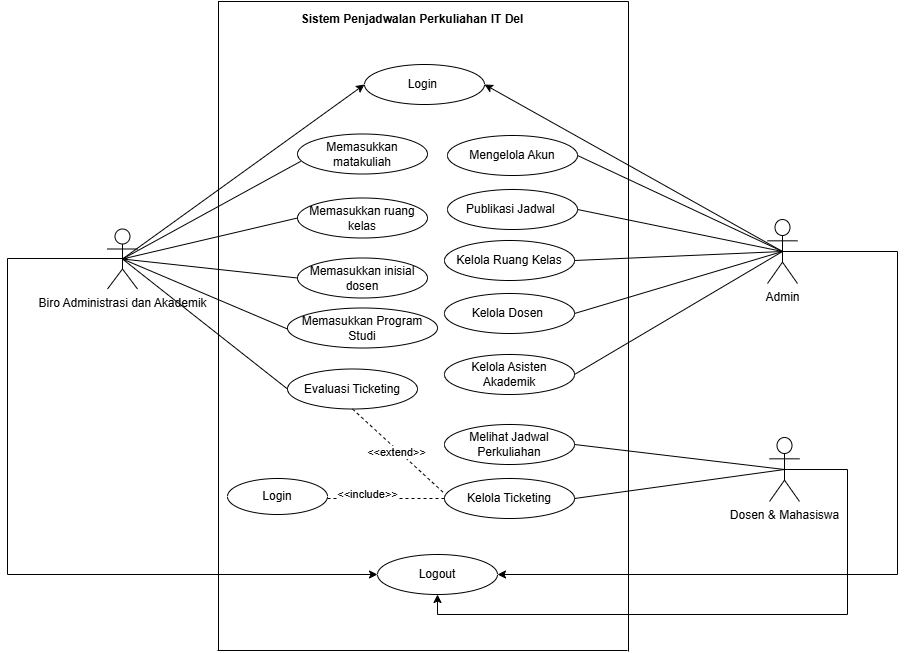 Sistem Penjadwalan Perkuliahan IT Del
Login
Memasukkan
matakuliah
Mengelola Akun
Memasukkan ruang
kelas
Publikasi Jadwal
Kelola Ruang Kelas
Memasukkan inisial
dosen
Biro Administrasi dan Akademik
Admin
Memasukkan Program
Studi
Kelola Dosen
Evaluasi Ticketing
Kelola Asisten
Akademik
<<extend>>
Melihat Jadwal
Perkuliahan
Login
<<include>>
Kelola Ticketing
Dosen & Mahasiswa
Logout